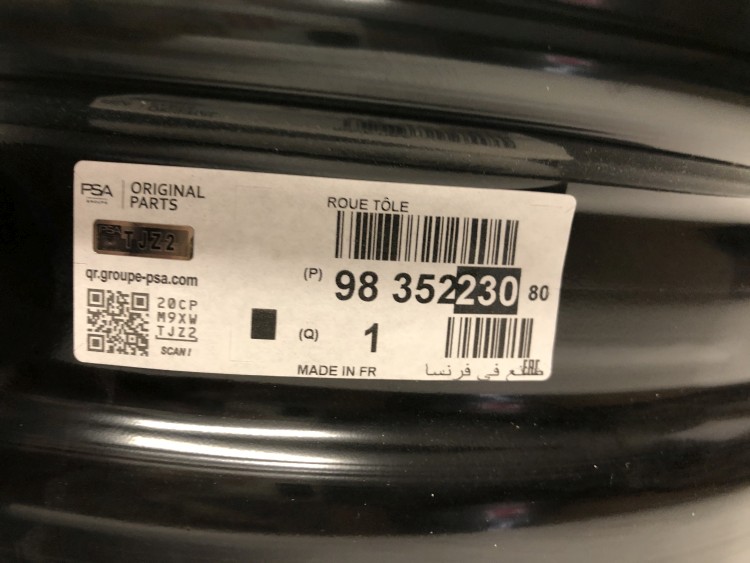 PSA GROUPE
ORIGINAL PARTS
TJZ2
qr.groupe-psa.com
20CP
M9XW
TJZ2
SCAN!
ROUE TÔLE
(P) 98 352230 80
(Q) 1
MADE IN FR
صنع في فرنسا
EAC